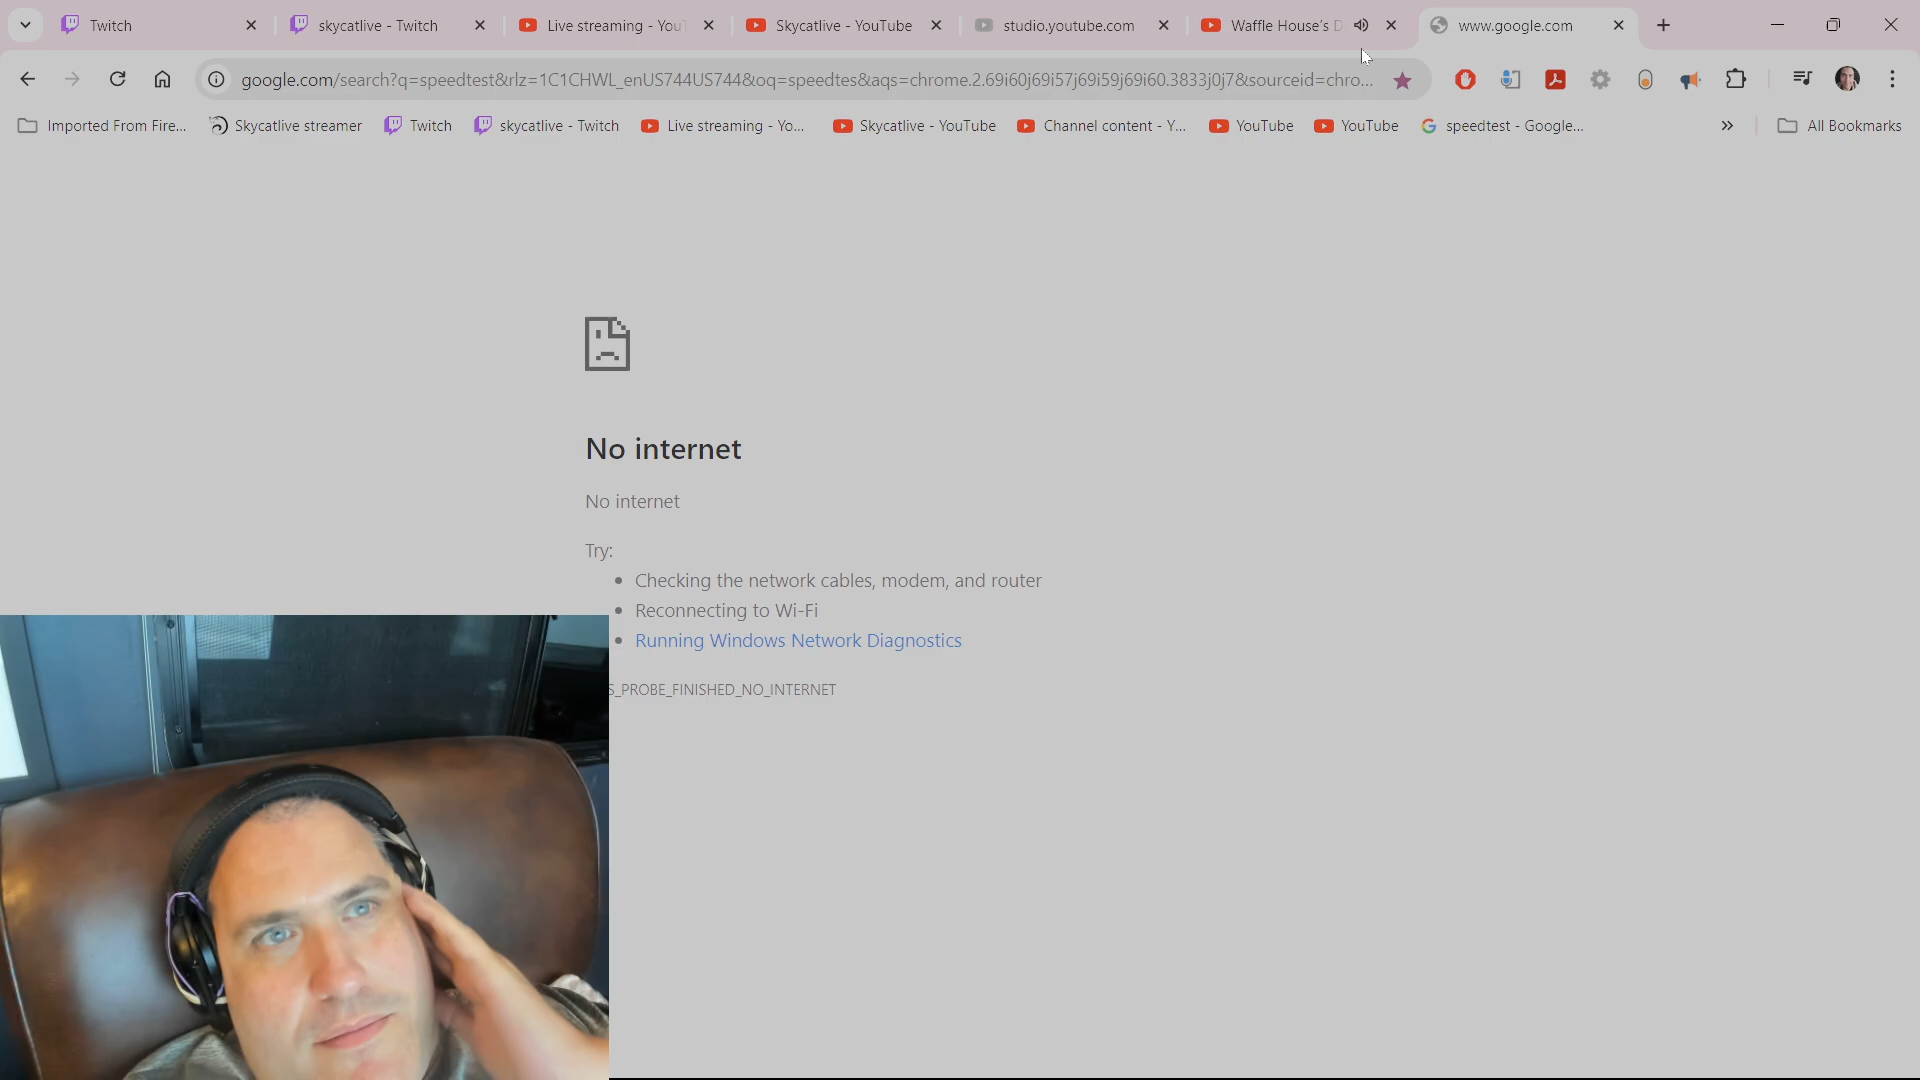 Twitch
skycatlive - Twitch
Live streaming - YouT
Skycatlive - YouTube
studio.youtube.com
Waffle House's D
www.google.com
google.com/search?q=speedtest&rlz=1C1CHWL_enUS744US744&oq=speedtes&aqs=chrome.2.69i60j69i57j69i59j69i60.3833j0j7&sourceid=chro...
Imported From Fire...
Skycatlive streamer
Twitch
skycatlive - Twitch
Live streaming - Yo...
Skycatlive - YouTube
Channel content - Y...
YouTube
YouTube
speedtest - Google...
All Bookmarks
No internet
No internet
Try:
Checking the network cables, modem, and router
Reconnecting to Wi-Fi
Running Windows Network Diagnostics
S_PROBE_FINISHED_NO_INTERNET